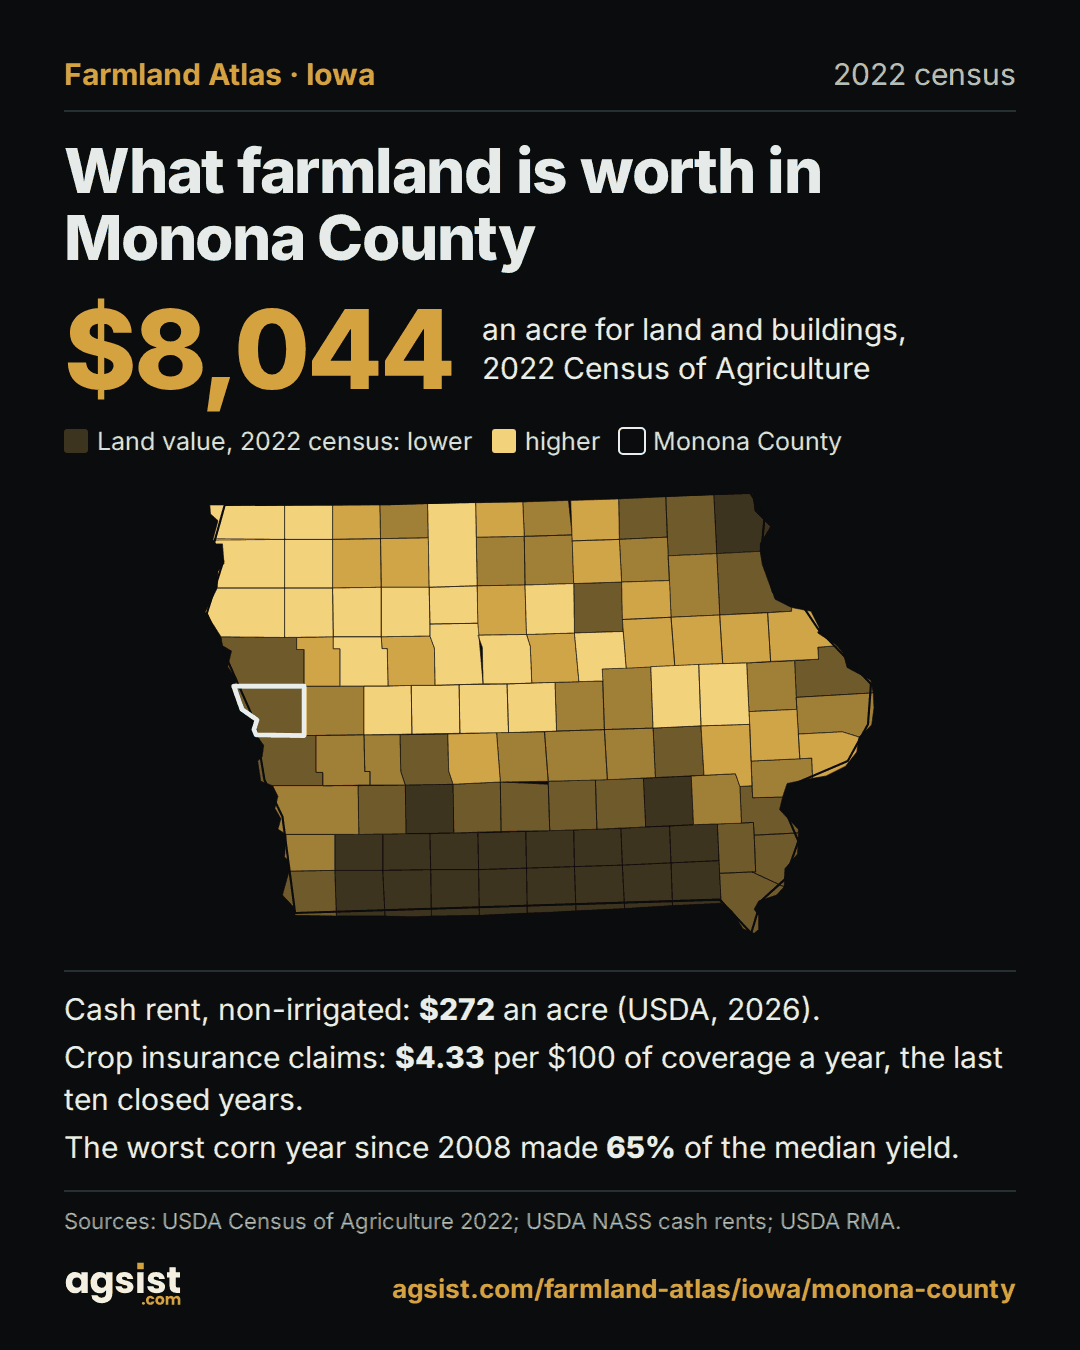 Farmland Atlas · Iowa
2022 census
What farmland is worth in
Monona County
$8,044
an acre for land and buildings,
2022 Census of Agriculture
Land value, 2022 census: lower
higher
Monona County
Cash rent, non-irrigated: $272 an acre (USDA, 2026).
Crop insurance claims: $4.33 per $100 of coverage a year, the last
ten closed years.
The worst corn year since 2008 made 65% of the median yield.
Sources: USDA Census of Agriculture 2022; USDA NASS cash rents; USDA RMA.
agsist
.com
agsist.com/farmland-atlas/iowa/monona-county